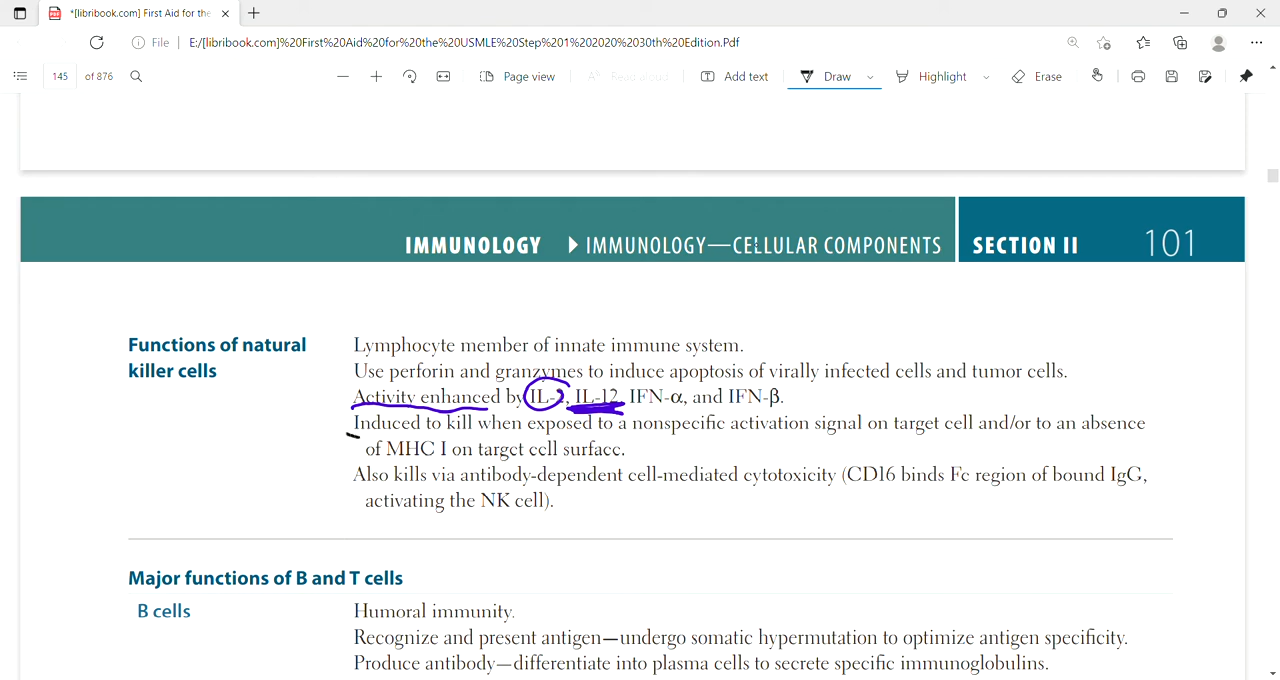 *[libribook.com] First Aid for the
File E:/[libribook.com]%20First%20Aid%20for%20the%20USMLE%20Step%201%202020%2030th%20Edition.Pdf
145 of 876 Page view Read aloud Add text Draw Highlight Erase
IMMUNOLOGY ▶ IMMUNOLOGY—CELLULAR COMPONENTS SECTION II 101
Functions of natural
killer cells
Lymphocyte member of innate immune system.
Use perforin and granzymes to induce apoptosis of virally infected cells and tumor cells.
Activity enhanced by IL-2, IL-12, IFN-α, and IFN-β.
Induced to kill when exposed to a nonspecific activation signal on target cell and/or to an absence
of MHC I on target cell surface.
Also kills via antibody-dependent cell-mediated cytotoxicity (CD16 binds Fc region of bound IgG,
activating the NK cell).
Major functions of B and T cells
B cells
Humoral immunity.
Recognize and present antigen—undergo somatic hypermutation to optimize antigen specificity.
Produce antibody—differentiate into plasma cells to secrete specific immunoglobulins.